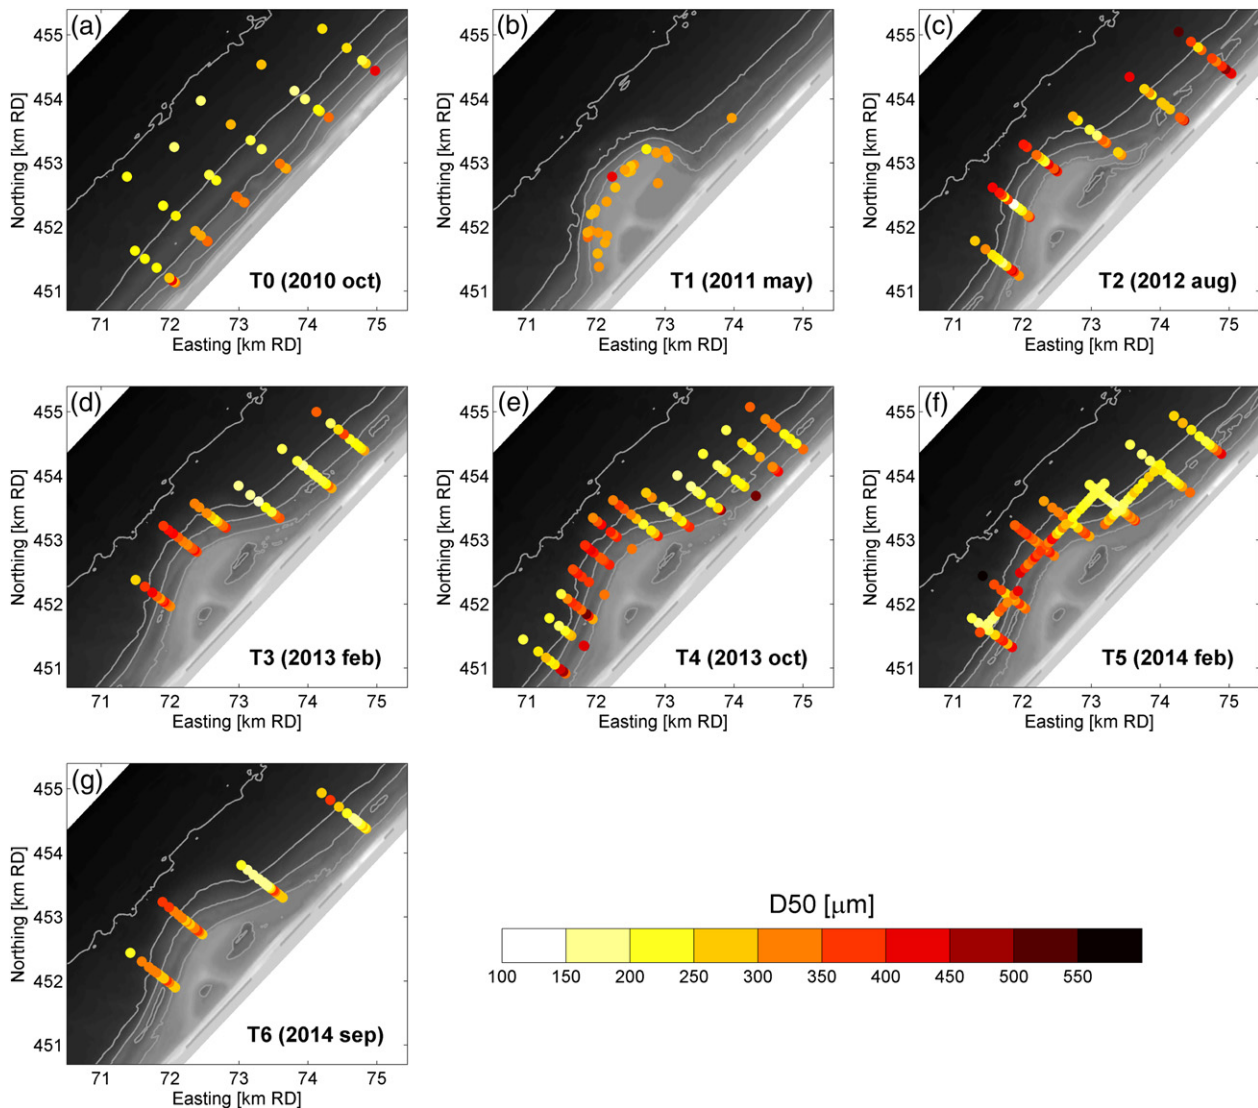 (a)
455
454
453
452
451
Northing [km RD]
T0 (2010 oct)
71 72 73 74 75
Easting [km RD]
(b)
455
454
453
452
451
Northing [km RD]
T1 (2011 may)
71 72 73 74 75
Easting [km RD]
(c)
455
454
453
452
451
Northing [km RD]
T2 (2012 aug)
71 72 73 74 75
Easting [km RD]
(d)
455
454
453
452
451
Northing [km RD]
T3 (2013 feb)
71 72 73 74 75
Easting [km RD]
(e)
455
454
453
452
451
Northing [km RD]
T4 (2013 oct)
71 72 73 74 75
Easting [km RD]
(f)
455
454
453
452
451
Northing [km RD]
T5 (2014 feb)
71 72 73 74 75
Easting [km RD]
(g)
455
454
453
452
451
Northing [km RD]
T6 (2014 sep)
71 72 73 74 75
Easting [km RD]
D50 [μm]
100 150 200 250 300 350 400 450 500 550